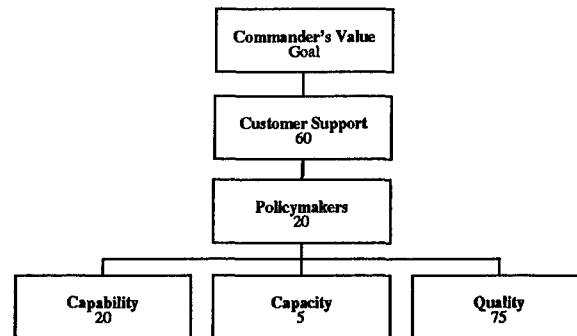 Commander's Value
Goal
Customer Support
60
Policymakers
20
Capability
20
Capacity
5
Quality
75